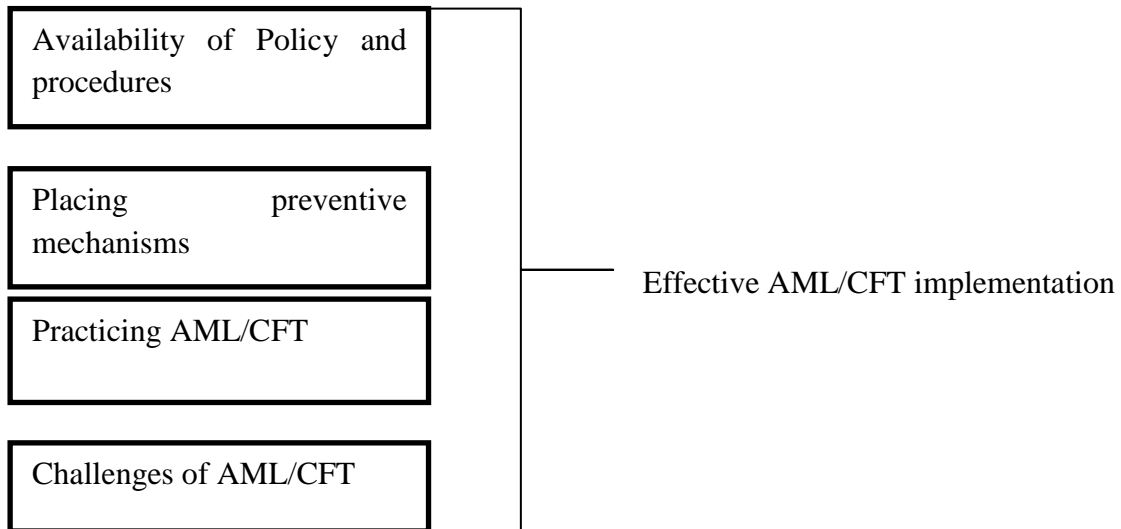 Availability of Policy and
procedures
Placing preventive
mechanisms
Practicing AML/CFT
Challenges of AML/CFT
Effective AML/CFT implementation